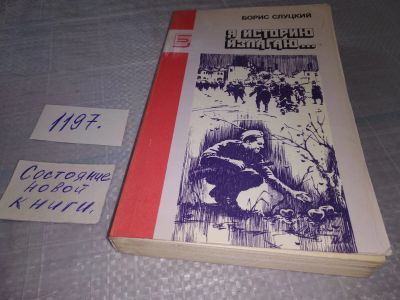 БОРИС СЛУЦКИЙ
Я ИСТОРИЮ
ИЗЛАГАЮ...
Б
1197.
Состояние
новой
книги.